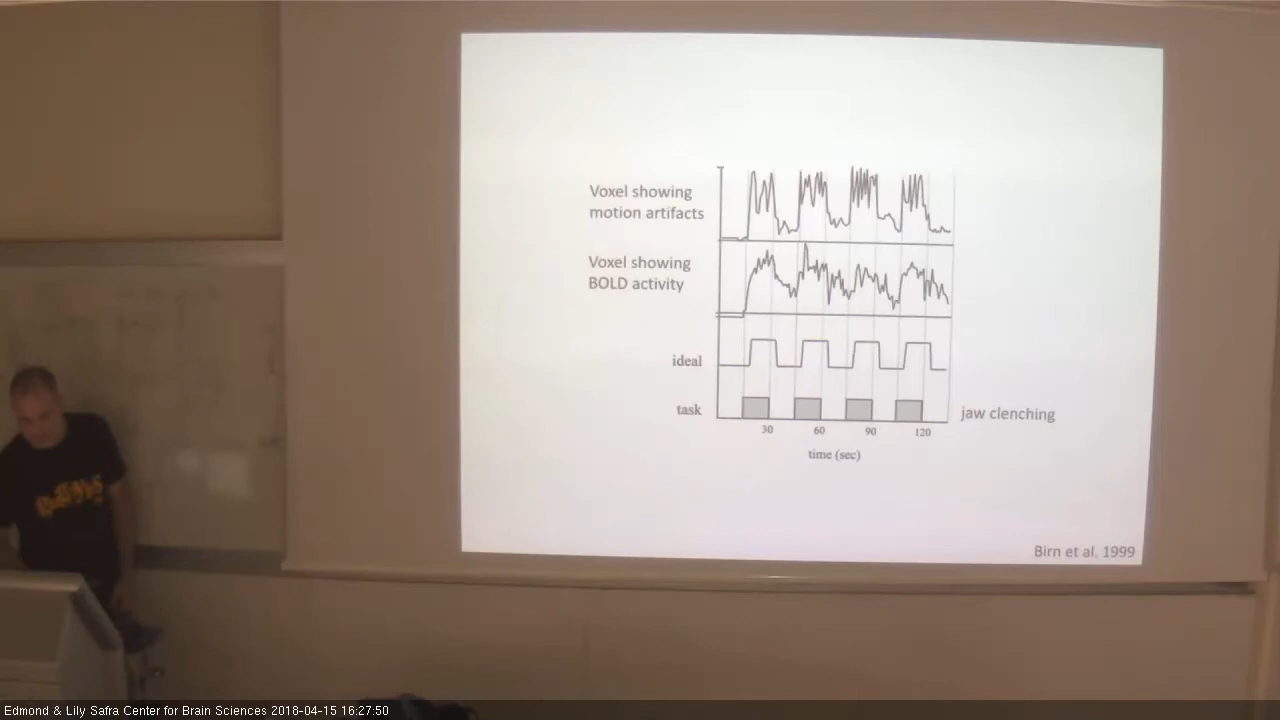 Voxel showing
motion artifacts
Voxel showing
BOLD activity
ideal
task
jaw clenching
30 60 90 120
time (sec)
Birn et al. 1999
Edmond & Lily Safra Center for Brain Sciences 2018-04-15 16:27:50